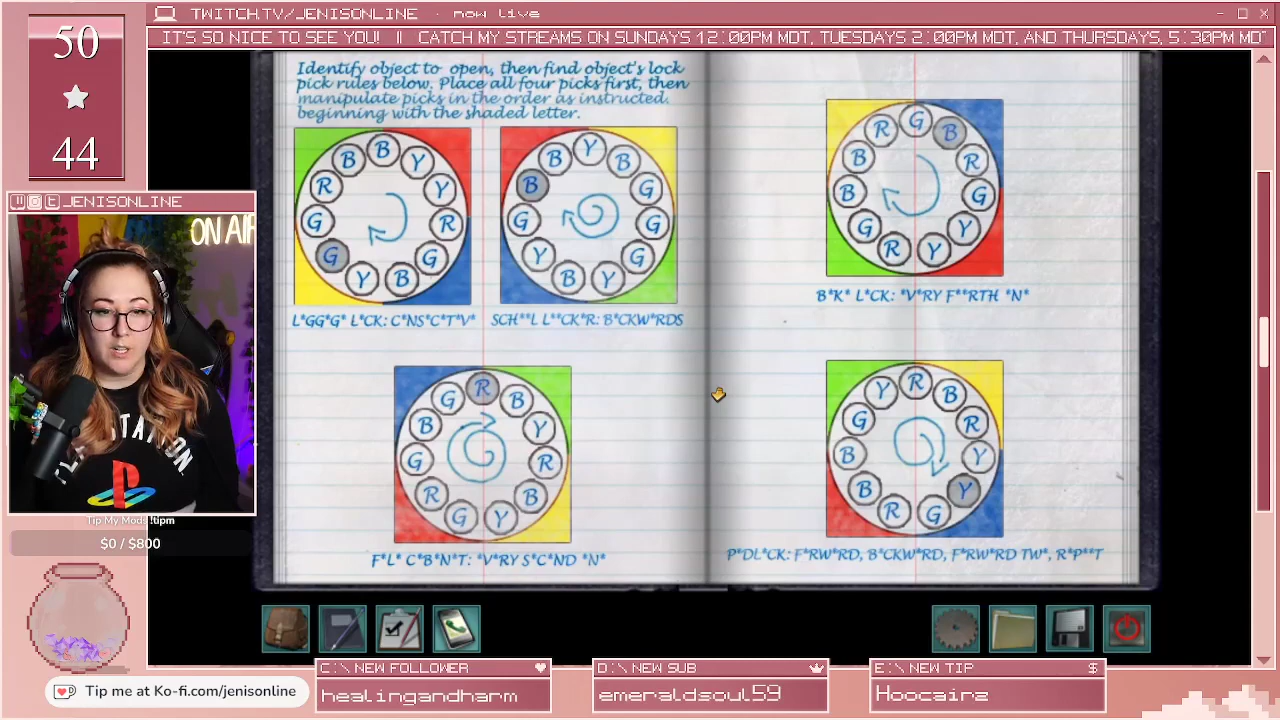 50
44
TWITCH.TV/JENISONLINE · now live
IT'S SO NICE TO SEE YOU! || CATCH MY STREAMS ON SUNDAYS 12:00PM MDT, TUESDAYS 2:00PM MDT, AND THURSDAYS, 5:30PM MDT
JENISONLINE
ON AIR
Identify object to open, then find object's lock
pick rules below. Place all four picks first, then
manipulate picks in the order as instructed.
beginning with the shaded letter.
B Y Y R G B Y G G R B
Y B G G G Y B Y G B B
G B R G Y Y R G B B R
L*GG*G* L*CK: C*NS*C*T*V*
SCH**L L**CK*R: B*CKW*RDS
B*K* L*CK: *V*RY F**RTH *N*
R B Y R B Y G R G B G
R B R Y Y G R B B G Y
F*L* C*B*N*T: *V*RY S*C*ND *N*
P*DL*CK: F*RW*RD, B*CKW*RD, F*RW*RD TW*, R*P**T
Tip My Mods !tipm
$0 / $800
Tip me at Ko-fi.com/jenisonline
C:\ NEW FOLLOWER
healingandharm
D:\ NEW SUB
emeraldsoul59
E:\ NEW TIP $
Hoocairz